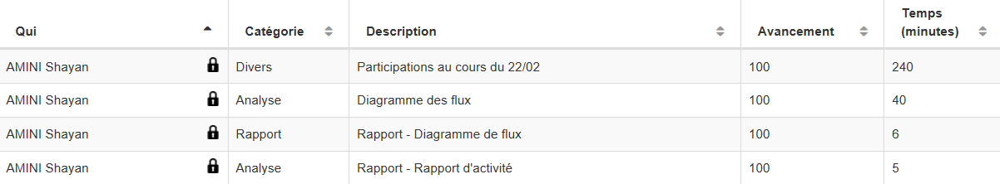 Qui Catégorie Description Avancement Temps (minutes)
AMINI Shayan Divers Participations au cours du 22/02 100 240
AMINI Shayan Analyse Diagramme des flux 100 40
AMINI Shayan Rapport Rapport - Diagramme de flux 100 6
AMINI Shayan Analyse Rapport - Rapport d'activité 100 5